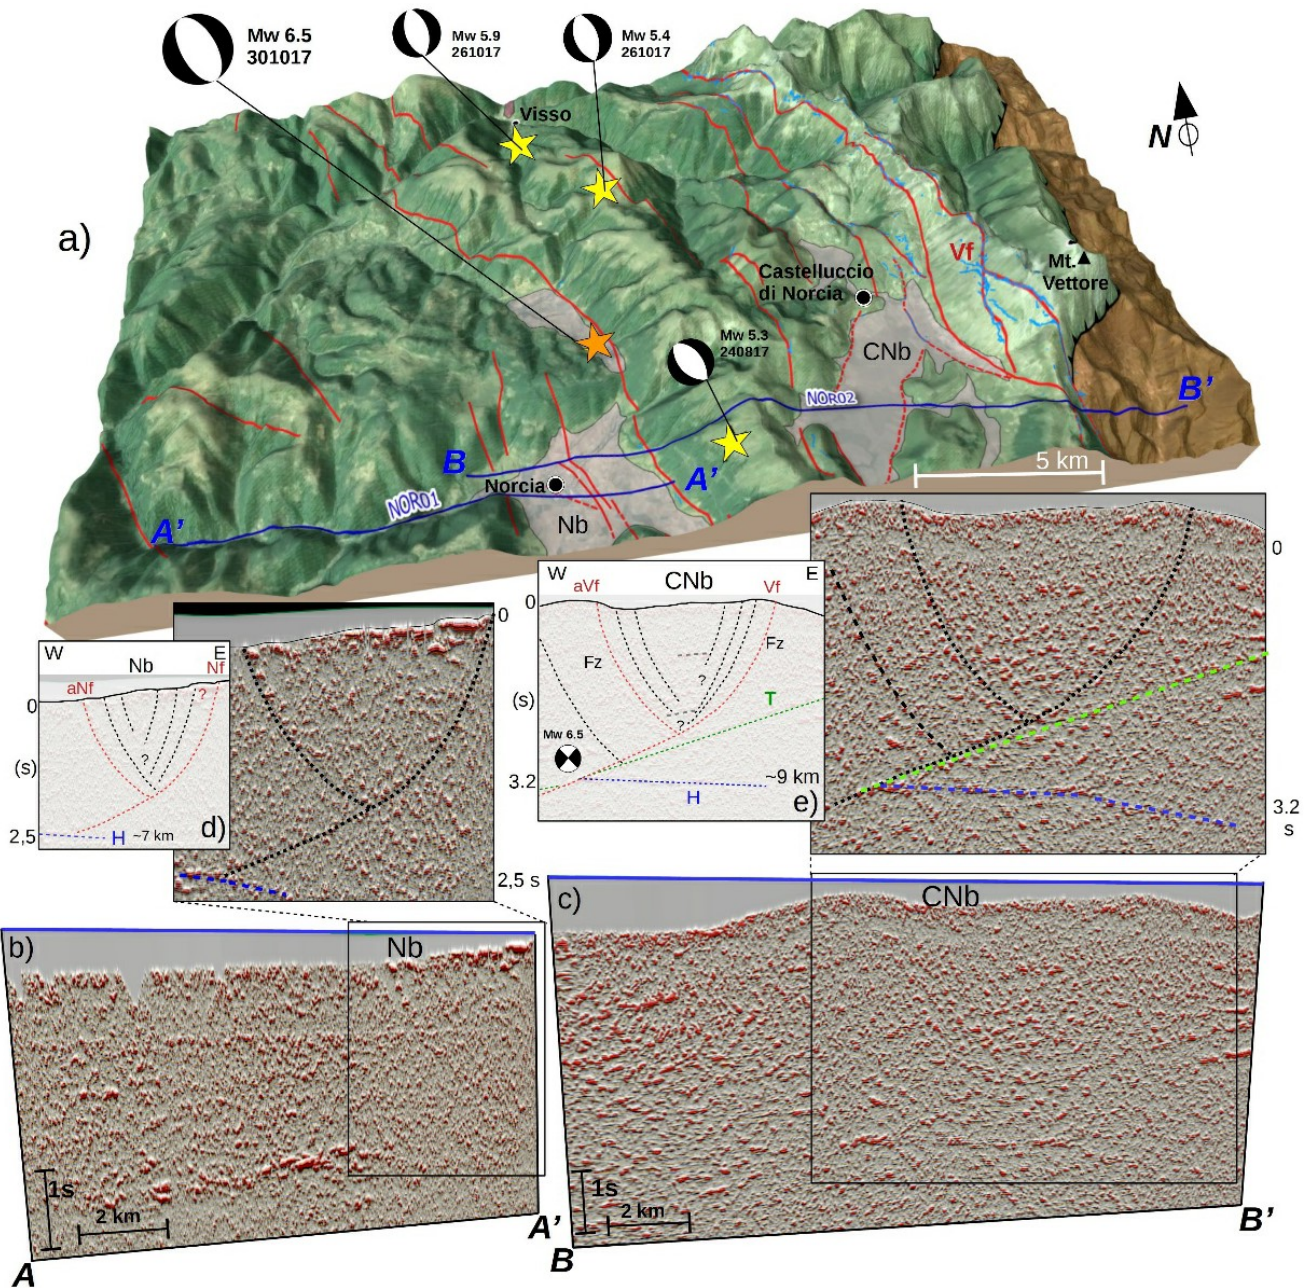 Mw 6.5
301017
Mw 5.9
261017
Mw 5.4
261017
N
Visso
a)
Vf
Mt.
Vettore
Castelluccio
di Norcia
Mw 5.3
240817
CNb
B'
NOR02
B
A'
5 km
Norcia
NOR01
A'
Nb
W
CNb
E
aVf
Vf
0
Fz
Fz
(s)
?
?
T
Mw 6.5
3.2
~9 km
H
e)
0
3.2
s
0
W
Nb
E
aNf
Nf
?
0
?
(s)
2,5
H
~7 km
d)
2,5 s
b)
Nb
1s
2 km
A
A'
c)
CNb
1s
2 km
B
B'